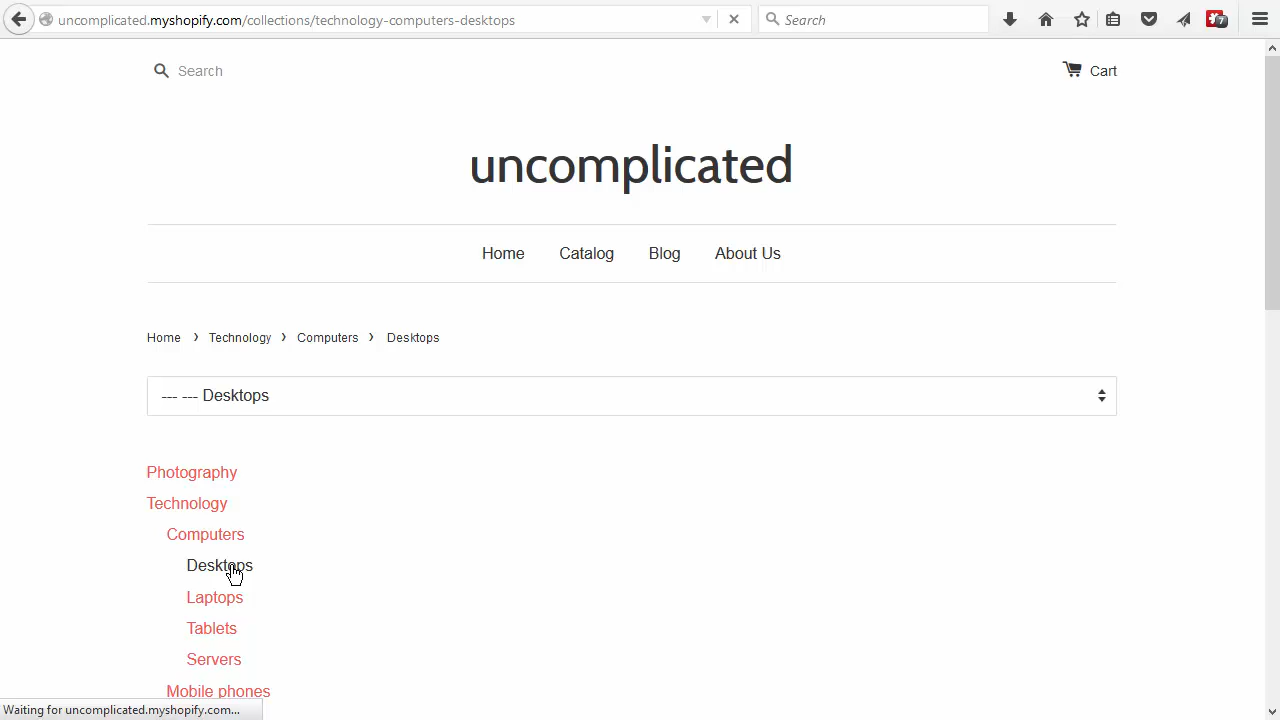 uncomplicated.myshopify.com/collections/technology-computers-desktops
Search
7
Search
Cart
uncomplicated
Home Catalog Blog About Us
Home › Technology › Computers › Desktops
--- --- Desktops
Photography
Technology
Computers
Desktops
Laptops
Tablets
Servers
Mobile phones
Waiting for uncomplicated.myshopify.com...